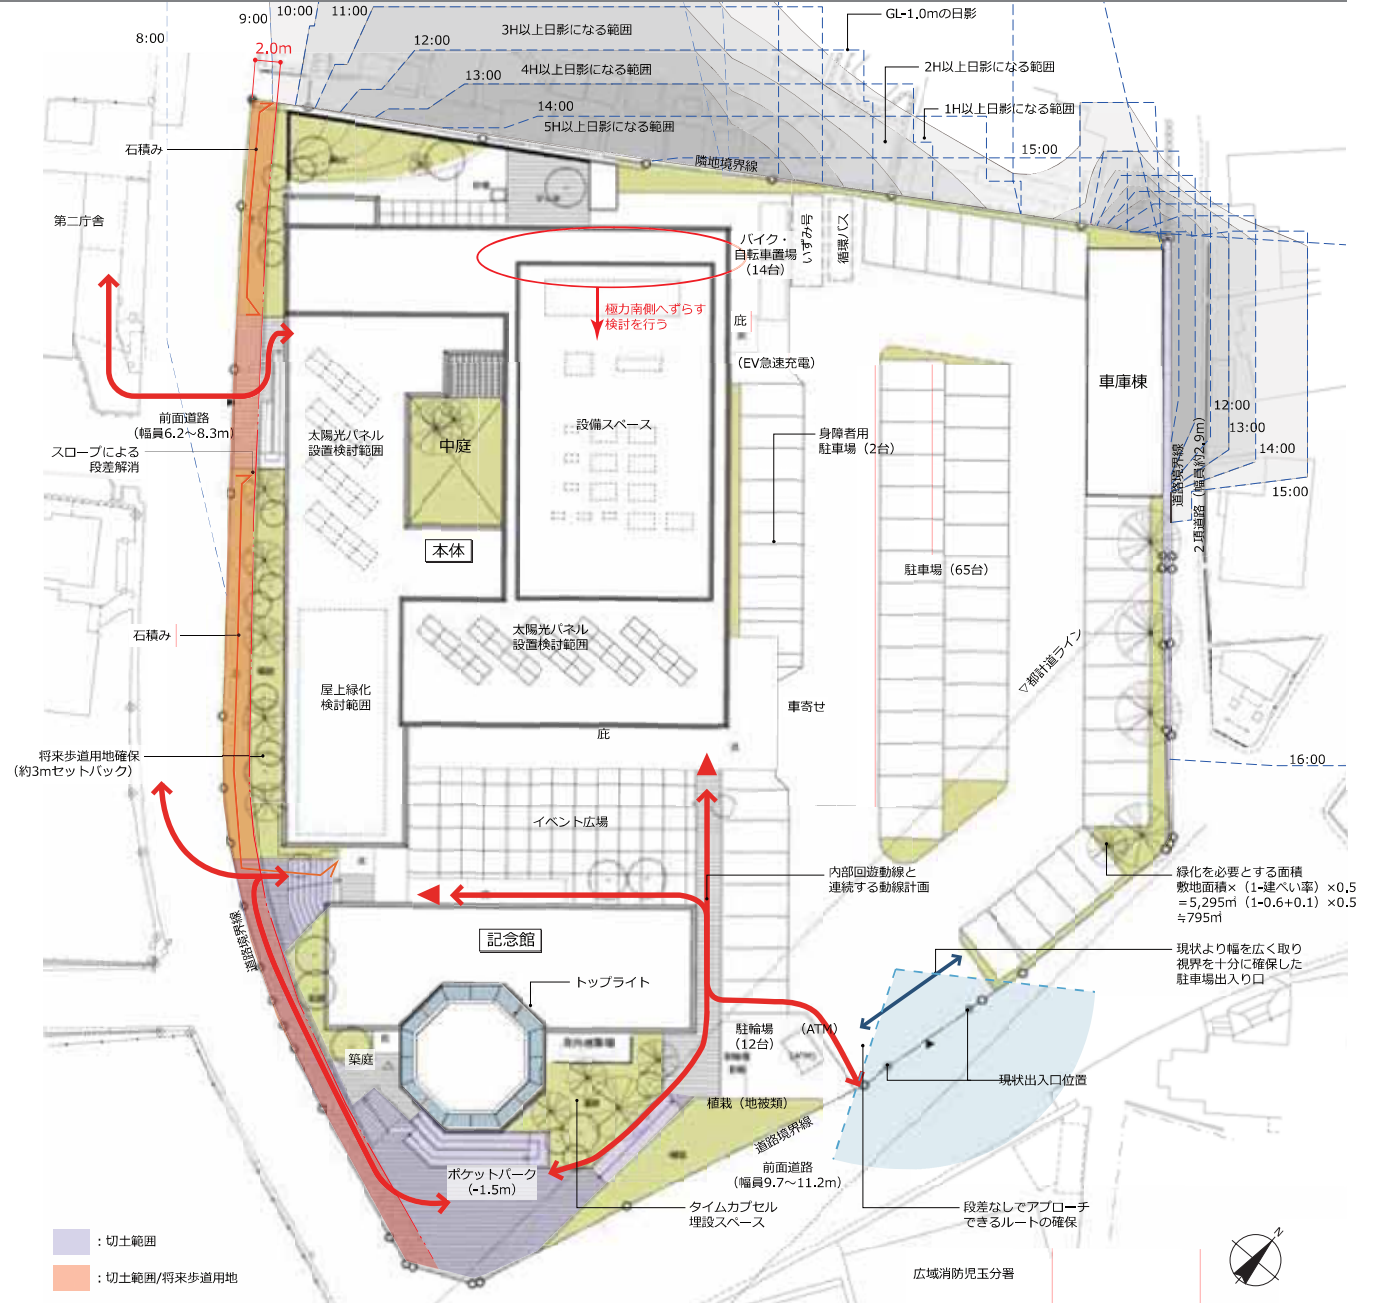 GL-1.0mの日影
8:00
9:00
10:00
11:00
12:00
13:00
14:00
15:00
2.0m
3H以上日影になる範囲
4H以上日影になる範囲
5H以上日影になる範囲
2H以上日影になる範囲
1H以上日影になる範囲
隣地境界線
石積み
第二庁舎
バイク・
自転車置場
(14台)
いずみ号
循環バス
極力南側へずらす
検討を行う
庇
(EV急速充電)
車庫棟
前面道路
(幅員6.2~8.3m)
スロープによる
段差解消
太陽光パネル
設置検討範囲
中庭
設備スペース
身障者用
駐車場(2台)
12:00
13:00
14:00
15:00
道路境界線
2項道路(幅員約2.9m)
本体
駐車場(65台)
石積み
太陽光パネル
設置検討範囲
▽都計道ライン
屋上緑化
検討範囲
車寄せ
庇
将来歩道用地確保
(約3mセットバック)
16:00
イベント広場
内部回遊動線と
連続する動線計画
緑化を必要とする面積
敷地面積×(1-建ぺい率)×0.5
=5,295㎡(1-0.6+0.1)×0.5
≒795㎡
道路境界線
記念館
現状より幅を広く取り
視界を十分に確保した
駐車場出入り口
トップライト
築庭
駐輪場
(12台)
(ATM)
現状出入口位置
植栽(地被類)
道路境界線
ポケットパーク
(-1.5m)
前面道路
(幅員9.7~11.2m)
タイムカプセル
埋設スペース
段差なしでアプローチ
できるルートの確保
:切土範囲
:切土範囲/将来歩道用地
広域消防児玉分署
N